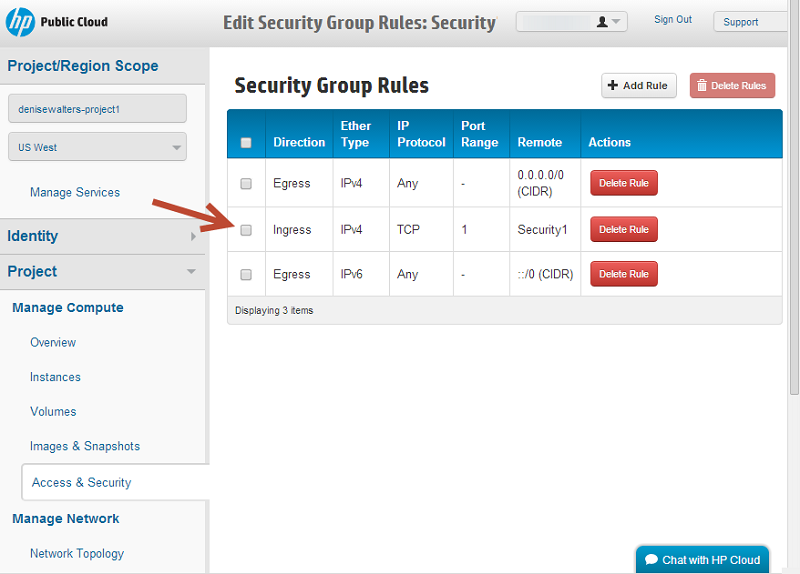 hp Public Cloud
Edit Security Group Rules: Security
Sign Out
Support
Project/Region Scope
denisewalters-project1
US West
Manage Services
Identity
Project
Manage Compute
Overview
Instances
Volumes
Images & Snapshots
Access & Security
Manage Network
Network Topology
Security Group Rules
Add Rule
Delete Rules
Direction Ether Type IP Protocol Port Range Remote Actions
Egress IPv4 Any - 0.0.0.0/0 (CIDR) Delete Rule
Ingress IPv4 TCP 1 Security1 Delete Rule
Egress IPv6 Any - ::/0 (CIDR) Delete Rule
Displaying 3 items
Chat with HP Cloud